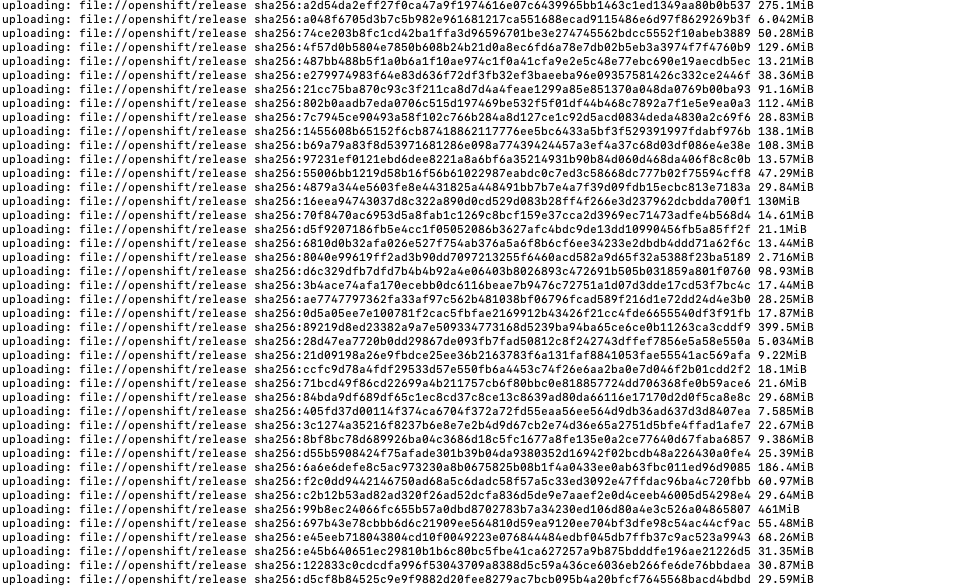 uploading: file://openshift/release sha256:a2d54da2eff27f0ca47a9f1974616e07c6439965bb1463c1ed1349aa80b0b537 275.1MiB
uploading: file://openshift/release sha256:a048f6705d3b7c5b982e961681217ca551688ecad9115486e6d97f8629269b3f 6.042MiB
uploading: file://openshift/release sha256:74ce203b8fc1cd42ba1ffa3d96596701be3e274745562bdcc5552f10abeb3889 50.28MiB
uploading: file://openshift/release sha256:4f57d0b5804e7850b608b24b21d0a8ec6fd6a78e7db02b5eb3a3974f7f4760b9 129.6MiB
uploading: file://openshift/release sha256:487bb488b5f1a0b6a1f10ae974c1f0a41cfa9e2e5c48e77ebc690e19aecdb5ec 13.21MiB
uploading: file://openshift/release sha256:e279974983f64e83d636f72df3fb32ef3baeeba96e09357581426c332ce2446f 38.36MiB
uploading: file://openshift/release sha256:21cc75ba870c93c3f211ca8d7d4a4feae1299a85e851370a048da0769b00ba93 91.16MiB
uploading: file://openshift/release sha256:802b0aadb7eda0706c515d197469be532f5f01df44b468c7892a7f1e5e9ea0a3 112.4MiB
uploading: file://openshift/release sha256:7c7945ce90493a58f102c766b284a8d127ce1c92d5acd0834deda4830a2c69f6 28.83MiB
uploading: file://openshift/release sha256:1455608b65152f6cb87418862117776ee5bc6433a5bf3f529391997fdabf976b 138.1MiB
uploading: file://openshift/release sha256:b69a79a83f8d53971681286e098a77439424457a3ef4a37c68d03df086e4e38e 108.3MiB
uploading: file://openshift/release sha256:97231ef0121ebd6dee8221a8a6bf6a35214931b90b84d060d468da406f8c8c0b 13.57MiB
uploading: file://openshift/release sha256:55006bb1219d58b16f56b61022987eabdc0c7ed3c58668dc777b02f75594cff8 47.29MiB
uploading: file://openshift/release sha256:4879a344e5603fe8e4431825a448491bb7b7e4a7f39d09fdb15ecbc813e7183a 29.84MiB
uploading: file://openshift/release sha256:16eea94743037d8c322a890d0cd529d083b28ff4f266e3d237962dcbdda700f1 130MiB
uploading: file://openshift/release sha256:70f8470ac6953d5a8fab1c1269c8bcf159e37cca2d3969ec71473adfe4b568d4 14.61MiB
uploading: file://openshift/release sha256:d5f9207186fb5e4cc1f05052086b3627afc4bdc9de13dd10990456fb5a85ff2f 21.1MiB
uploading: file://openshift/release sha256:6810d0b32afa026e527f754ab376a5a6f8b6cf6ee34233e2dbdb4ddd71a62f6c 13.44MiB
uploading: file://openshift/release sha256:8040e99619ff2ad3b90dd7097213255f6460acd582a9d65f32a5388f23ba5189 2.716MiB
uploading: file://openshift/release sha256:d6c329dfb7dfd7b4b4b92a4e06403b8026893c472691b505b031859a801f0760 98.93MiB
uploading: file://openshift/release sha256:3b4ace74afa170ecebb0dc6116beae7b9476c72751a1d07d3dde17cd53f7bc4c 17.44MiB
uploading: file://openshift/release sha256:ae7747797362fa33af97c562b481038bf06796fcad589f216d1e72dd24d4e3b0 28.25MiB
uploading: file://openshift/release sha256:0d5a05ee7e100781f2cac5fbfae2169912b43426f21cc4fde6655540df3f91fb 17.87MiB
uploading: file://openshift/release sha256:89219d8ed23382a9a7e509334773168d5239ba94ba65ce6ce0b11263ca3cddf9 399.5MiB
uploading: file://openshift/release sha256:28d47ea7720b0dd29867de093fb7fad50812c8f242743dffef7856e5a58e550a 5.034MiB
uploading: file://openshift/release sha256:21d09198a26e9fbdce25ee36b2163783f6a131faf8841053fae55541ac569afa 9.22MiB
uploading: file://openshift/release sha256:ccfc9d78a4fdf29533d57e550fb6a4453c74f26e6aa2ba0e7d046f2b01cdd2f2 18.1MiB
uploading: file://openshift/release sha256:71bcd49f86cd22699a4b211757cb6f80bbc0e818857724dd706368fe0b59ace6 21.6MiB
uploading: file://openshift/release sha256:84bda9df689df65c1ec8cd37c8ce13c8639ad80da66116e17170d2d0f5ca8e8c 29.68MiB
uploading: file://openshift/release sha256:405fd37d00114f374ca6704f372a72fd55eaa56ee564d9db36ad637d3d8407ea 7.585MiB
uploading: file://openshift/release sha256:3c1274a35216f8237b6e8e7e2b4d9d67cb2e74d36e65a2751d5bfe4ffad1afe7 22.67MiB
uploading: file://openshift/release sha256:8bf8bc78d689926ba04c3686d18c5fc1677a8fe135e0a2ce77640d67faba6857 9.386MiB
uploading: file://openshift/release sha256:d55b5908424f75afade301b39b04da9380352d16942f02bcdb48a226430a0fe4 25.39MiB
uploading: file://openshift/release sha256:6a6e6defe8c5ac973230a8b0675825b08b1f4a0433ee0ab63fbc011ed96d9085 186.4MiB
uploading: file://openshift/release sha256:f2c0dd9442146750ad68a5c6dadc58f57a5c33ed3092e47ffdac96ba4c720fbb 60.97MiB
uploading: file://openshift/release sha256:c2b12b53ad82ad320f26ad52dcfa836d5de9e7aaef2e0d4ceeb46005d54298e4 29.64MiB
uploading: file://openshift/release sha256:99b8ec24066fc655b57a0dbd8702783b7a34230ed106d80a4e3c526a04865807 461MiB
uploading: file://openshift/release sha256:697b43e78cbbb6d6c21909ee564810d59ea9120ee704bf3dfe98c54ac44cf9ac 55.48MiB
uploading: file://openshift/release sha256:e45eeb718043804cd10f0049223e076844484edbf045db7ffb37c9ac523a9943 68.26MiB
uploading: file://openshift/release sha256:e45b640651ec29810b1b6c80bc5fbe41ca627257a9b875bdddfe196ae21226d5 31.35MiB
uploading: file://openshift/release sha256:122833c0cdcdfa996f53043709a8388d5c59a436ce6036eb266fe6de76bbdaea 30.87MiB
uploading: file://openshift/release sha256:d5cf8b84525c9e9f9882d20fee8279ac7bcb095b4a20bfcf7645568bacd4bdbd 29.59MiB